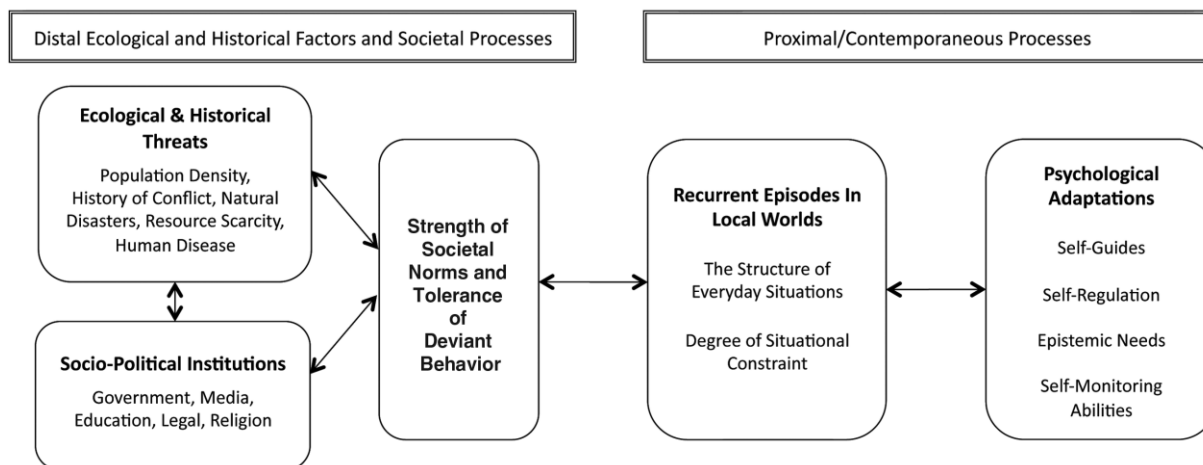 Distal Ecological and Historical Factors and Societal Processes
Proximal/Contemporaneous Processes
Ecological & Historical
Threats
Population Density,
History of Conflict, Natural
Disasters, Resource Scarcity,
Human Disease
Socio-Political Institutions
Government, Media,
Education, Legal, Religion
Strength of
Societal
Norms and
Tolerance
of
Deviant
Behavior
Recurrent Episodes In
Local Worlds
The Structure of
Everyday Situations
Degree of Situational
Constraint
Psychological
Adaptations
Self-Guides
Self-Regulation
Epistemic Needs
Self-Monitoring
Abilities